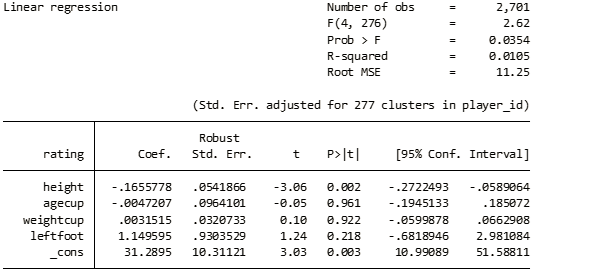 Linear regression Number of obs = 2,701
F(4, 276) = 2.62
Prob > F = 0.0354
R-squared = 0.0105
Root MSE = 11.25
(Std. Err. adjusted for 277 clusters in player_id)
Robust
rating Coef. Std. Err. t P>|t| [95% Conf. Interval]
height -.1655778 .0541866 -3.06 0.002 -.2722493 -.0589064
agecup -.0047207 .0964101 -0.05 0.961 -.1945133 .185072
weightcup .0031515 .0320733 0.10 0.922 -.0599878 .0662908
leftfoot 1.149595 .9303529 1.24 0.218 -.6818946 2.981084
_cons 31.2895 10.31121 3.03 0.003 10.99089 51.58811